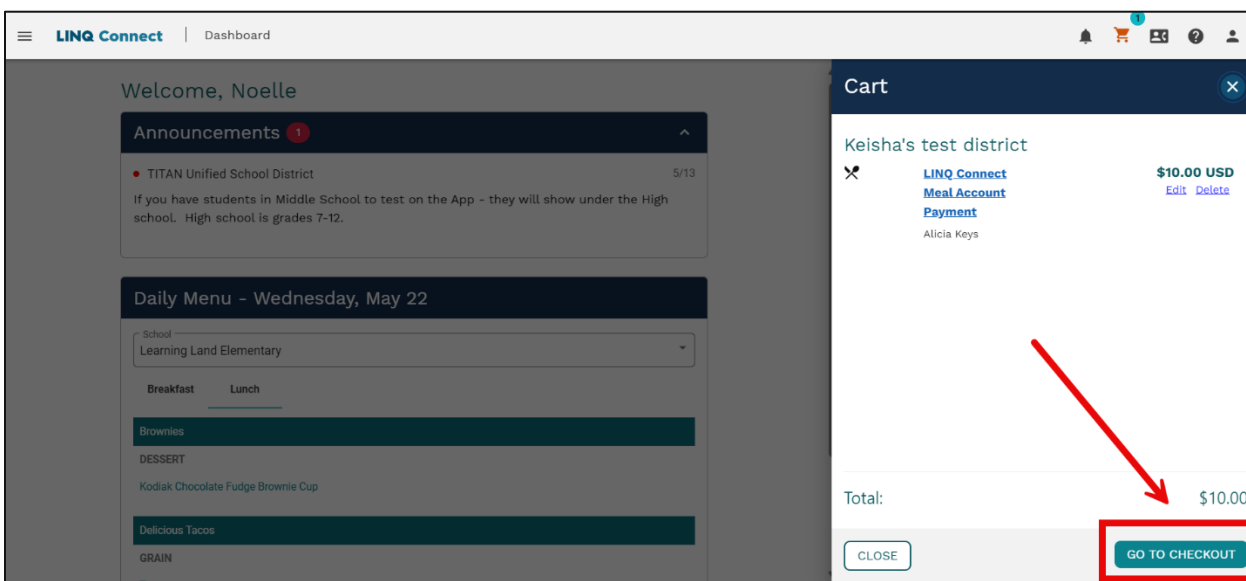 LINQ Connect | Dashboard
1
Welcome, Noelle
Announcements 1
TITAN Unified School District 5/13
If you have students in Middle School to test on the App - they will show under the High
school. High school is grades 7-12.
Daily Menu - Wednesday, May 22
School
Learning Land Elementary
Breakfast Lunch
Brownies
DESSERT
Kodiak Chocolate Fudge Brownie Cup
Delicious Tacos
GRAIN
Cart
Keisha's test district
LINQ Connect $10.00 USD
Meal Account Edit Delete
Payment
Alicia Keys
Total: $10.00
CLOSE GO TO CHECKOUT